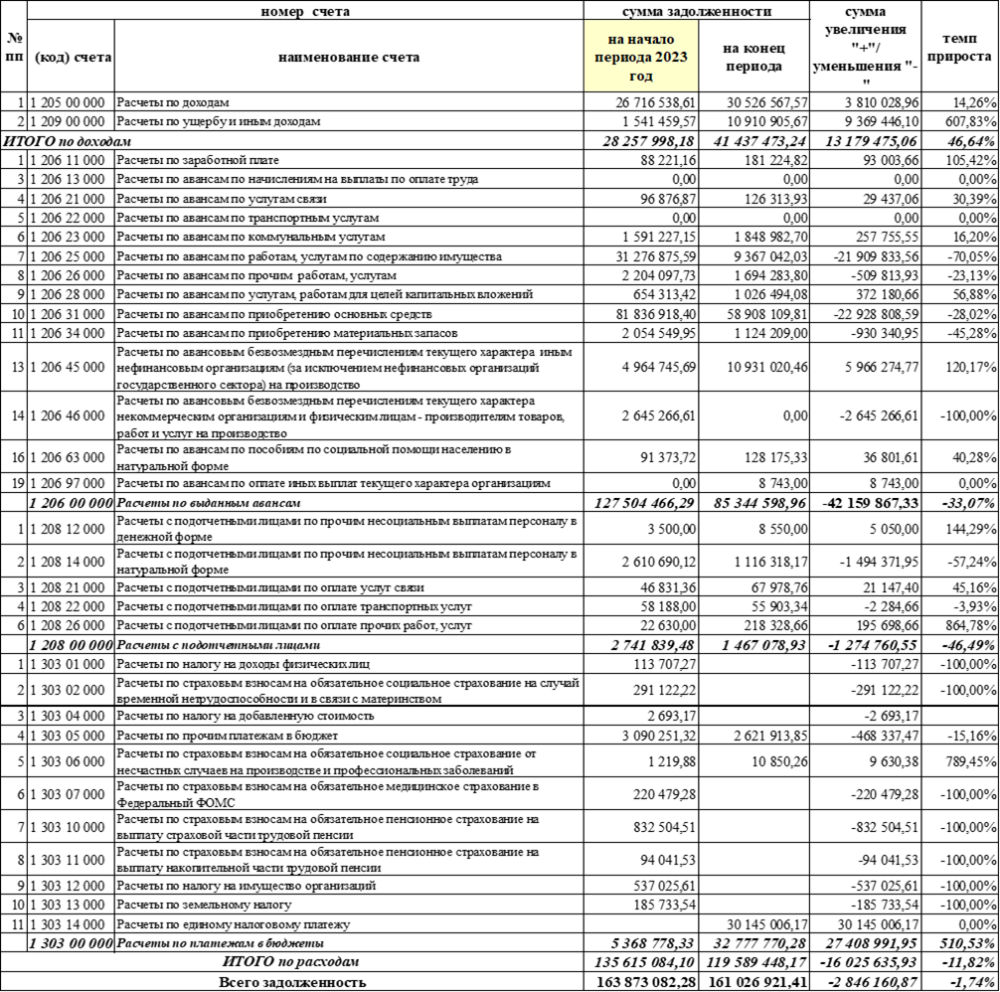 № пп номер счета сумма задолженности сумма увеличения "+"/ уменьшения "-" темп прироста
(код) счета наименование счета на начало периода 2023 год на конец периода
1 1 205 00 000 Расчеты по доходам 26 716 538,61 30 526 567,57 3 810 028,96 14,26%
2 1 209 00 000 Расчеты по ущербу и иным доходам 1 541 459,57 10 910 905,67 9 369 446,10 607,83%
ИТОГО по доходам 28 257 998,18 41 437 473,24 13 179 475,06 46,64%
1 1 206 11 000 Расчеты по заработной плате 88 221,16 181 224,82 93 003,66 105,42%
3 1 206 13 000 Расчеты по авансам по начислениям на выплаты по оплате труда 0,00 0,00 0,00 0,00%
4 1 206 21 000 Расчеты по авансам по услугам связи 96 876,87 126 313,93 29 437,06 30,39%
5 1 206 22 000 Расчеты по авансам по транспортным услугам 0,00 0,00 0,00 0,00%
6 1 206 23 000 Расчеты по авансам по коммунальным услугам 1 591 227,15 1 848 982,70 257 755,55 16,20%
7 1 206 25 000 Расчеты по авансам по работам, услугам по содержанию имущества 31 276 875,59 9 367 042,03 -21 909 833,56 -70,05%
8 1 206 26 000 Расчеты по авансам по прочим работам, услугам 2 204 097,73 1 694 283,80 -509 813,93 -23,13%
9 1 206 28 000 Расчеты по авансам по услугам, работам для целей капитальных вложений 654 313,42 1 026 494,08 372 180,66 56,88%
10 1 206 31 000 Расчеты по авансам по приобретению основных средств 81 836 918,40 58 908 109,81 -22 928 808,59 -28,02%
11 1 206 34 000 Расчеты по авансам по приобретению материальных запасов 2 054 549,95 1 124 209,00 -930 340,95 -45,28%
Расчеты по авансовым безвозмездным перечислениям текущего характера иным
13 1 206 45 000 нефинансовым организациям (за исключением нефинансовых организаций 4 964 745,69 10 931 020,46 5 966 274,77 120,17%
государственного сектора) на производство
Расчеты по авансовым безвозмездным перечислениям текущего характера
14 1 206 46 000 некоммерческим организациям и физическим лицам - производителям товаров, 2 645 266,61 0,00 -2 645 266,61 -100,00%
работ и услуг на производство
16 1 206 63 000 Расчеты по авансам по пособиям по социальной помощи населению в 91 373,72 128 175,33 36 801,61 40,28%
натуральной форме
19 1 206 97 000 Расчеты по авансам по оплате иных выплат текущего характера организациям 0,00 8 743,00 8 743,00 0,00%
1 206 00 000 Расчеты по выданным авансам 127 504 466,29 85 344 598,96 -42 159 867,33 -33,07%
1 1 208 12 000 Расчеты с подотчетными лицами по прочим несоциальным выплатам персоналу в 3 500,00 8 550,00 5 050,00 144,29%
денежной форме
2 1 208 14 000 Расчеты с подотчетными лицами по прочим несоциальным выплатам персоналу в 2 610 690,12 1 116 318,17 -1 494 371,95 -57,24%
натуральной форме
3 1 208 21 000 Расчеты с подотчетными лицами по оплате услуг связи 46 831,36 67 978,76 21 147,40 45,16%
4 1 208 22 000 Расчеты с подотчетными лицами по оплате транспортных услуг 58 188,00 55 903,34 -2 284,66 -3,93%
6 1 208 26 000 Расчеты с подотчетными лицами по оплате прочих работ, услуг 22 630,00 218 328,66 195 698,66 864,78%
1 208 00 000 Расчеты с подотчетными лицами 2 741 839,48 1 467 078,93 -1 274 760,55 -46,49%
1 1 303 01 000 Расчеты по налогу на доходы физических лиц 113 707,27 -113 707,27 -100,00%
2 1 303 02 000 Расчеты по страховым взносам на обязательное социальное страхование на случай 291 122,22 -291 122,22 -100,00%
временной нетрудоспособности и в связи с материнством
3 1 303 04 000 Расчеты по налогу на добавленную стоимость 2 693,17 -2 693,17
4 1 303 05 000 Расчеты по прочим платежам в бюджет 3 090 251,32 2 621 913,85 -468 337,47 -15,16%
5 1 303 06 000 Расчеты по страховым взносам на обязательное социальное страхование от 1 219,88 10 850,26 9 630,38 789,45%
несчастных случаев на производстве и профессиональных заболеваний
6 1 303 07 000 Расчеты по страховым взносам на обязательное медицинское страхование в 220 479,28 -220 479,28 -100,00%
Федеральный ФОМС
7 1 303 10 000 Расчеты по страховым взносам на обязательное пенсионное страхование на 832 504,51 -832 504,51 -100,00%
выплату страховой части трудовой пенсии
8 1 303 11 000 Расчеты по страховым взносам на обязательное пенсионное страхование на 94 041,53 -94 041,53 -100,00%
выплату накопительной части трудовой пенсии
9 1 303 12 000 Расчеты по налогу на имущество организаций 537 025,61 -537 025,61 -100,00%
10 1 303 13 000 Расчеты по земельному налогу 185 733,54 -185 733,54 -100,00%
11 1 303 14 000 Расчеты по единому налоговому платежу 30 145 006,17 30 145 006,17 0,00%
1 303 00 000 Расчеты по платежам в бюджеты 5 368 778,33 32 777 770,28 27 408 991,95 510,53%
ИТОГО по расходам 135 615 084,10 119 589 448,17 -16 025 635,93 -11,82%
Всего задолженность 163 873 082,28 161 026 921,41 -2 846 160,87 -1,74%